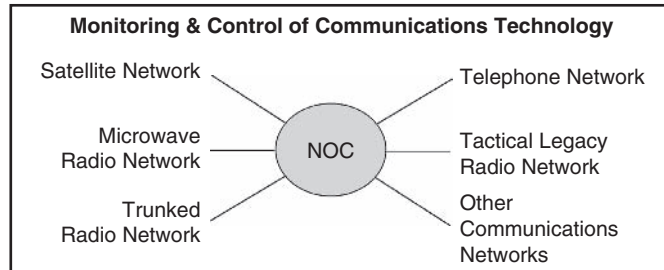 Monitoring & Control of Communications Technology
Satellite Network
Microwave
Radio Network
Trunked
Radio Network
NOC
Telephone Network
Tactical Legacy
Radio Network
Other
Communications
Networks